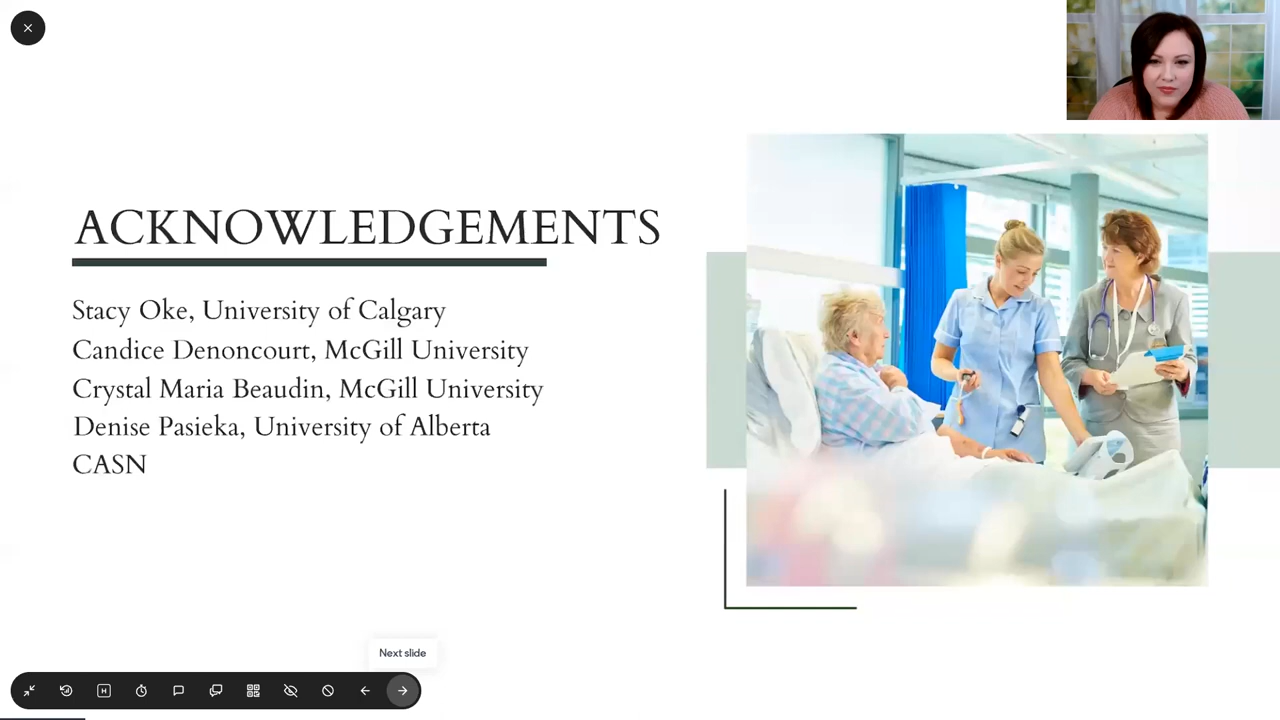 ACKNOWLEDGEMENTS
Stacy Oke, University of Calgary
Candice Denoncourt, McGill University
Crystal Maria Beaudin, McGill University
Denise Pasieka, University of Alberta
CASN
Next slide
H